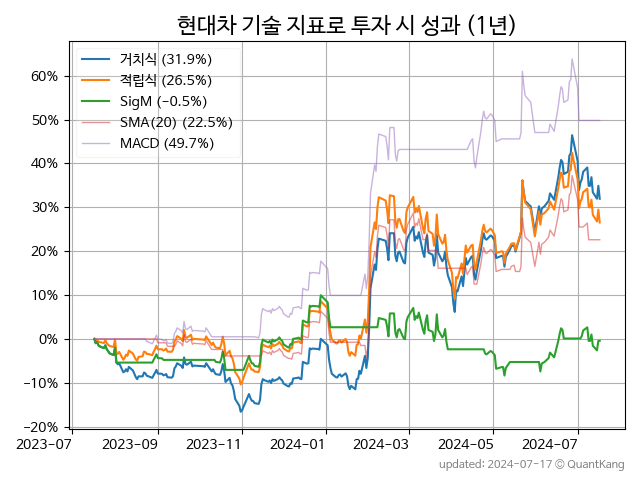 현대차 기술 지표로 투자 시 성과 (1년)
거치식 (31.9%)
적립식 (26.5%)
SigM (−0.5%)
SMA(20) (22.5%)
MACD (49.7%)
60%
50%
40%
30%
20%
10%
0%
−10%
−20%
2023-07 2023-09 2023-11 2024-01 2024-03 2024-05 2024-07
updated: 2024-07-17 © QuantKang